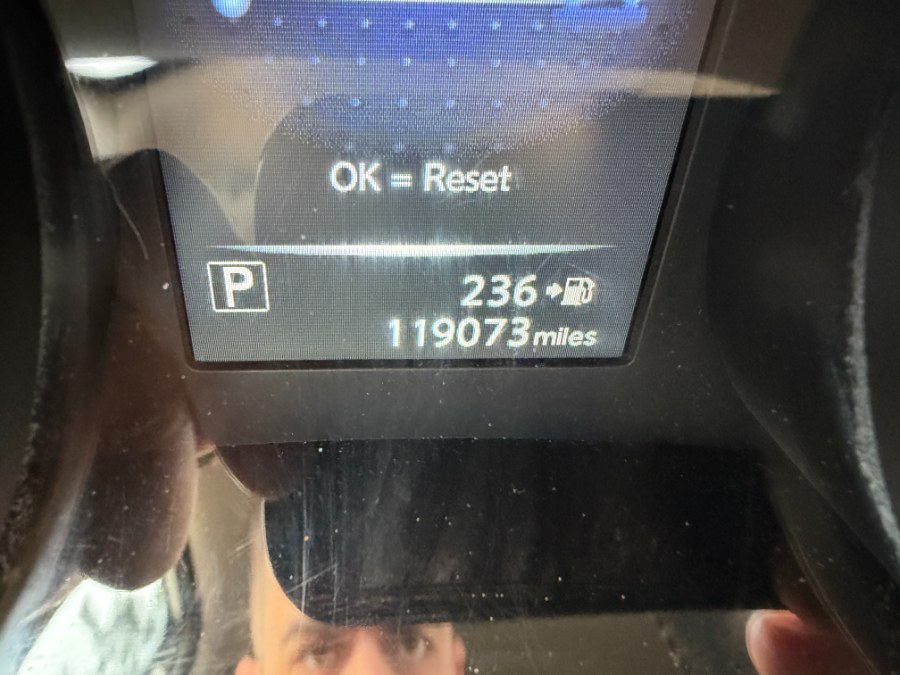 OK = Reset
P 236
119073 miles